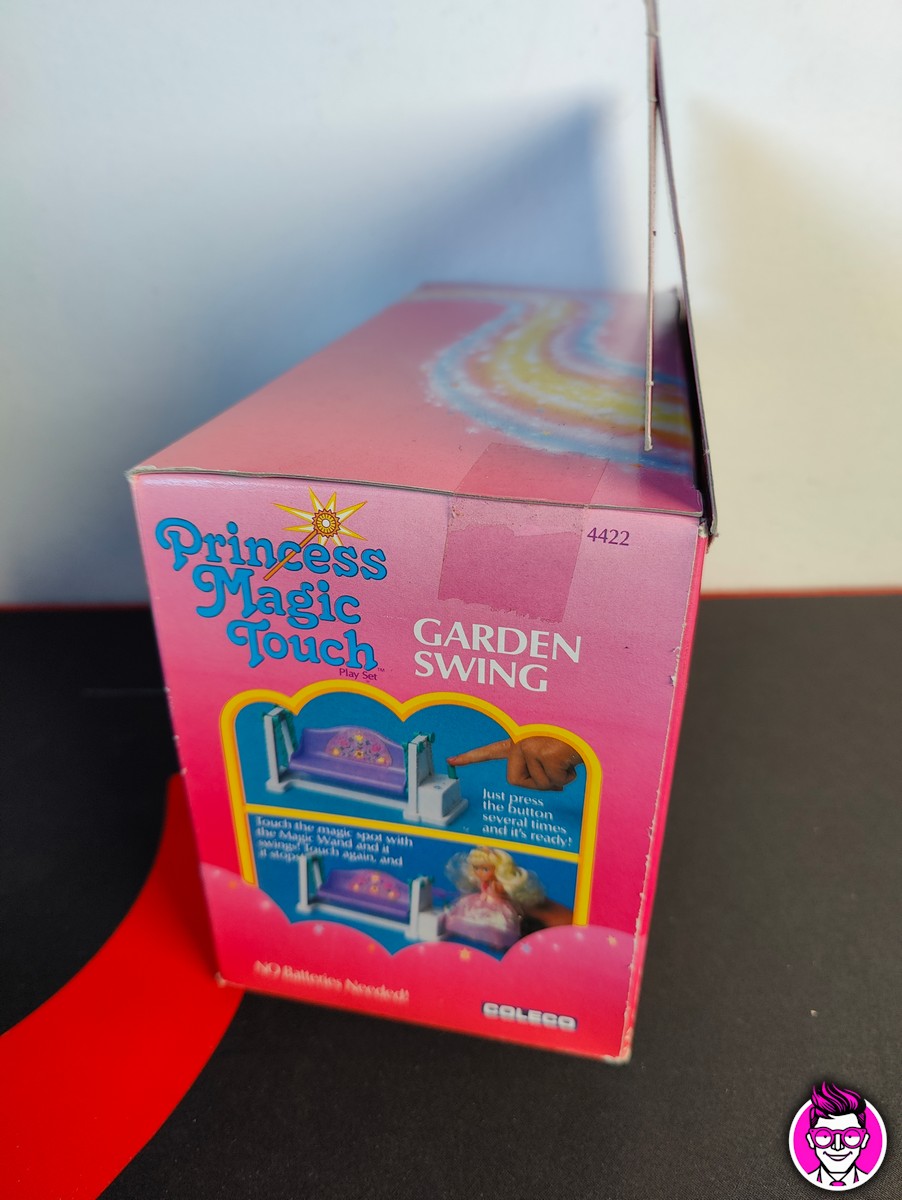 Princess
Magic
Touch™
Play Set
4422
GARDEN
SWING
Just press
the button
several times
and it's ready!
Touch the magic spot with
the Magic Wand and it
swings! Touch again, and
it stops!
NO Batteries Needed!
COLECO